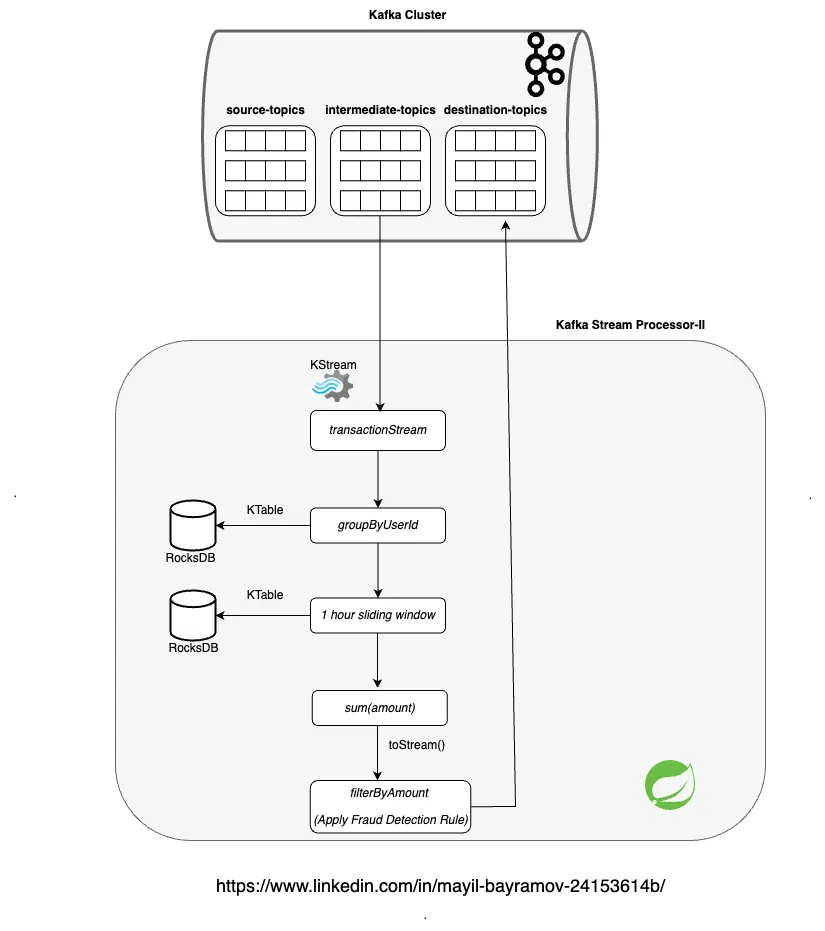 Kafka Cluster
source-topics intermediate-topics destination-topics
Kafka Stream Processor-II
KStream
transactionStream
KTable
groupByUserId
RocksDB
KTable
1 hour sliding window
RocksDB
sum(amount)
toStream()
filterByAmount
(Apply Fraud Detection Rule)
https://www.linkedin.com/in/mayil-bayramov-24153614b/